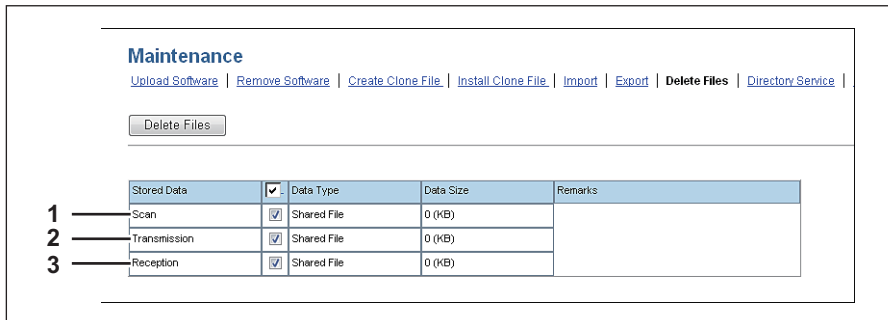 Maintenance
Upload Software | Remove Software | Create Clone File | Install Clone File | Import | Export | Delete Files | Directory Service |
Delete Files
Stored Data Data Type Data Size Remarks
1 Scan Shared File 0 (KB)
2 Transmission Shared File 0 (KB)
3 Reception Shared File 0 (KB)